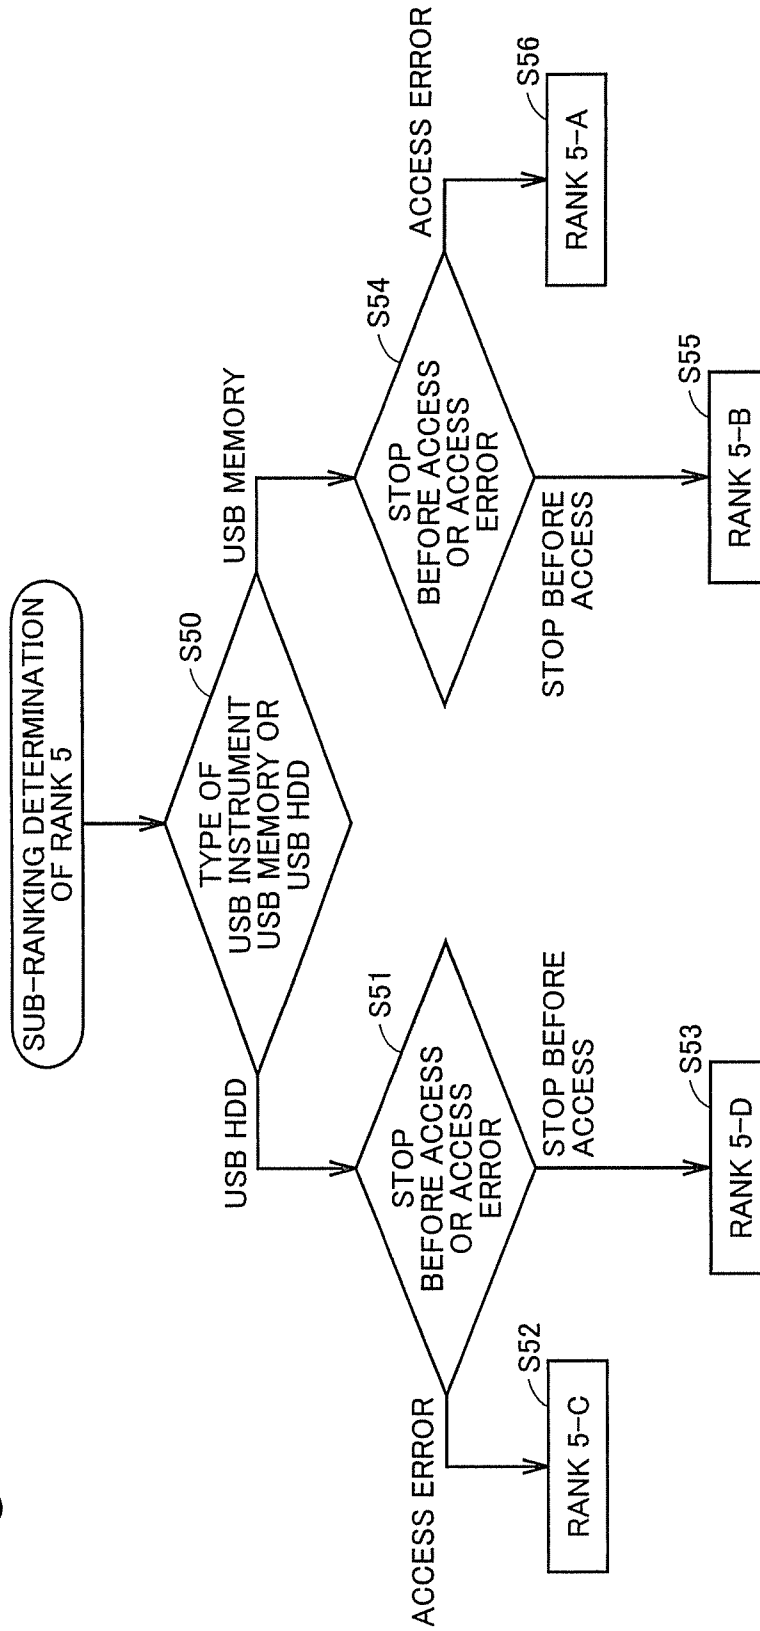 SUB-RANKING DETERMINATION
OF RANK 5
S50
TYPE OF
USB INSTRUMENT
USB MEMORY OR
USB HDD
USB HDD
USB MEMORY
S51
STOP
BEFORE ACCESS
OR ACCESS
ERROR
ACCESS ERROR
STOP BEFORE
ACCESS
S52
RANK 5-C
S53
RANK 5-D
S54
STOP
BEFORE ACCESS
OR ACCESS
ERROR
STOP BEFORE
ACCESS
ACCESS ERROR
S55
RANK 5-B
S56
RANK 5-A